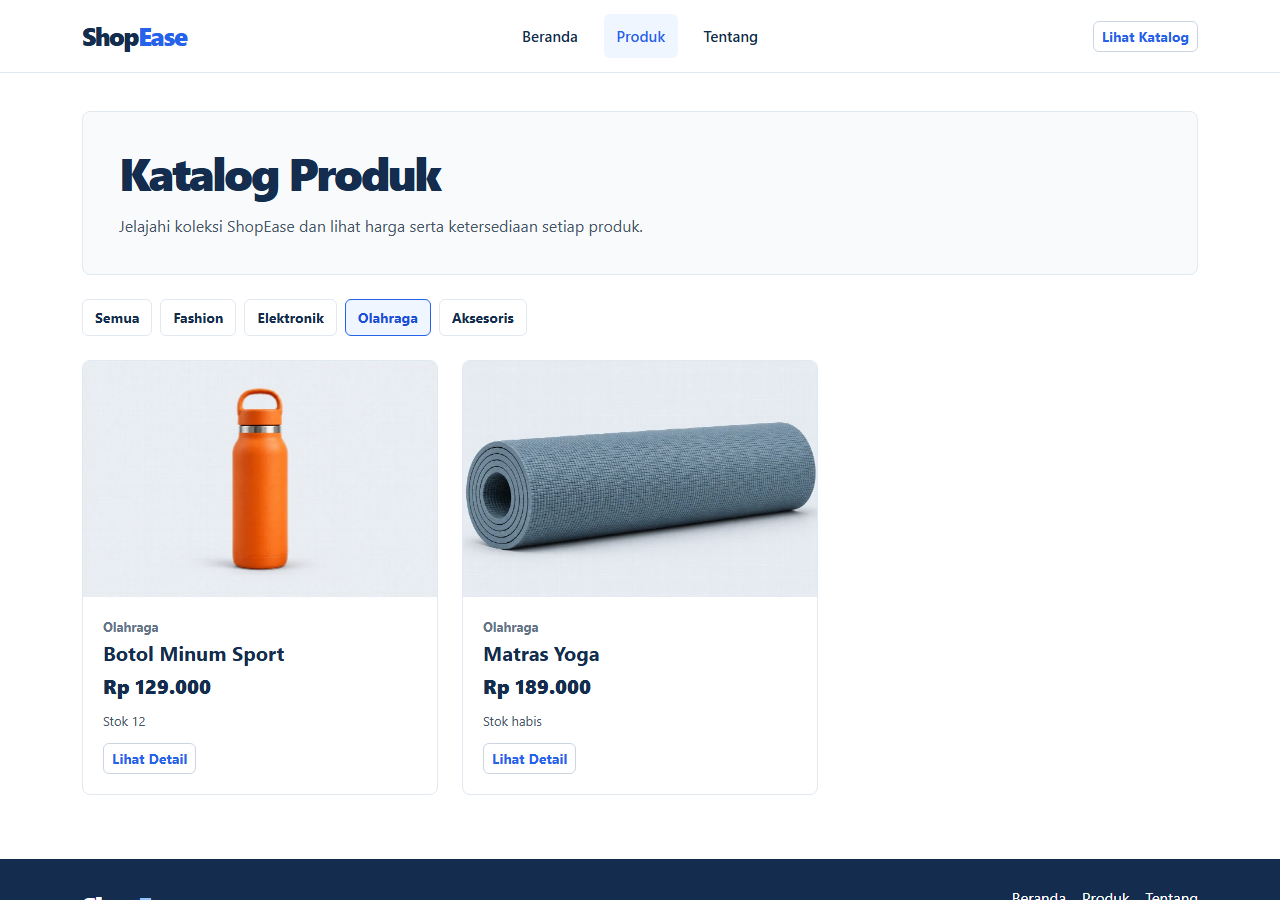 ShopEase
Beranda Produk Tentang
Lihat Katalog
Katalog Produk
Jelajahi koleksi ShopEase dan lihat harga serta ketersediaan setiap produk.
Semua Fashion Elektronik Olahraga Aksesoris
Olahraga
Botol Minum Sport
Rp 129.000
Stok 12
Lihat Detail
Olahraga
Matras Yoga
Rp 189.000
Stok habis
Lihat Detail
Beranda Produk Tentang